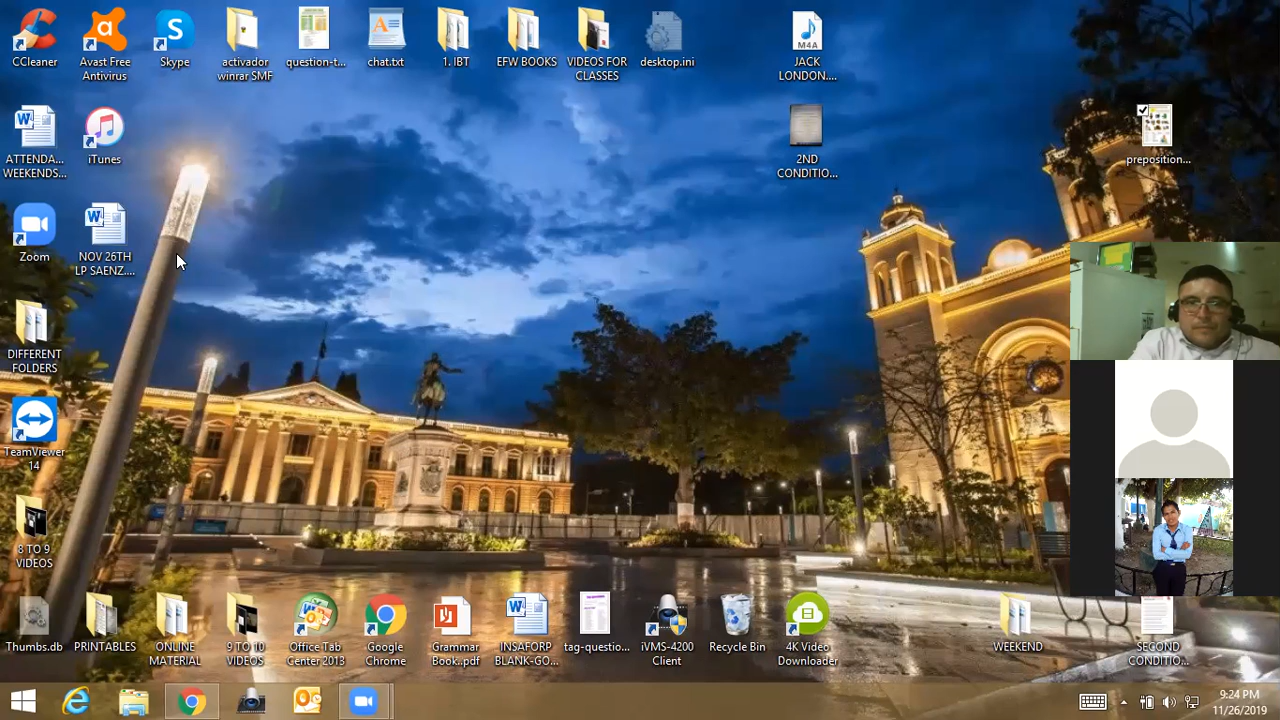 CCleaner
Avast Free
Antivirus
Skype
activador
winrar SMF
question-t...
chat.txt
1. IBT
EFW BOOKS
VIDEOS FOR
CLASSES
desktop.ini
M4A
JACK
LONDON....
ATTENDA...
WEEKENDS...
iTunes
2ND
CONDITIO...
preposition...
Zoom
NOV 26TH
LP SAENZ....
DIFFERENT
FOLDERS
TeamViewer
14
8 TO 9
VIDEOS
Thumbs.db
PRINTABLES
ONLINE
MATERIAL
9 TO 10
VIDEOS
Office Tab
Center 2013
Google
Chrome
Grammar
Book..pdf
INSAFORP
BLANK-GO...
tag-questio...
iVMS-4200
Client
Recycle Bin
4K Video
Downloader
WEEKEND
SECOND
CONDITIO...
9:24 PM
11/26/2019